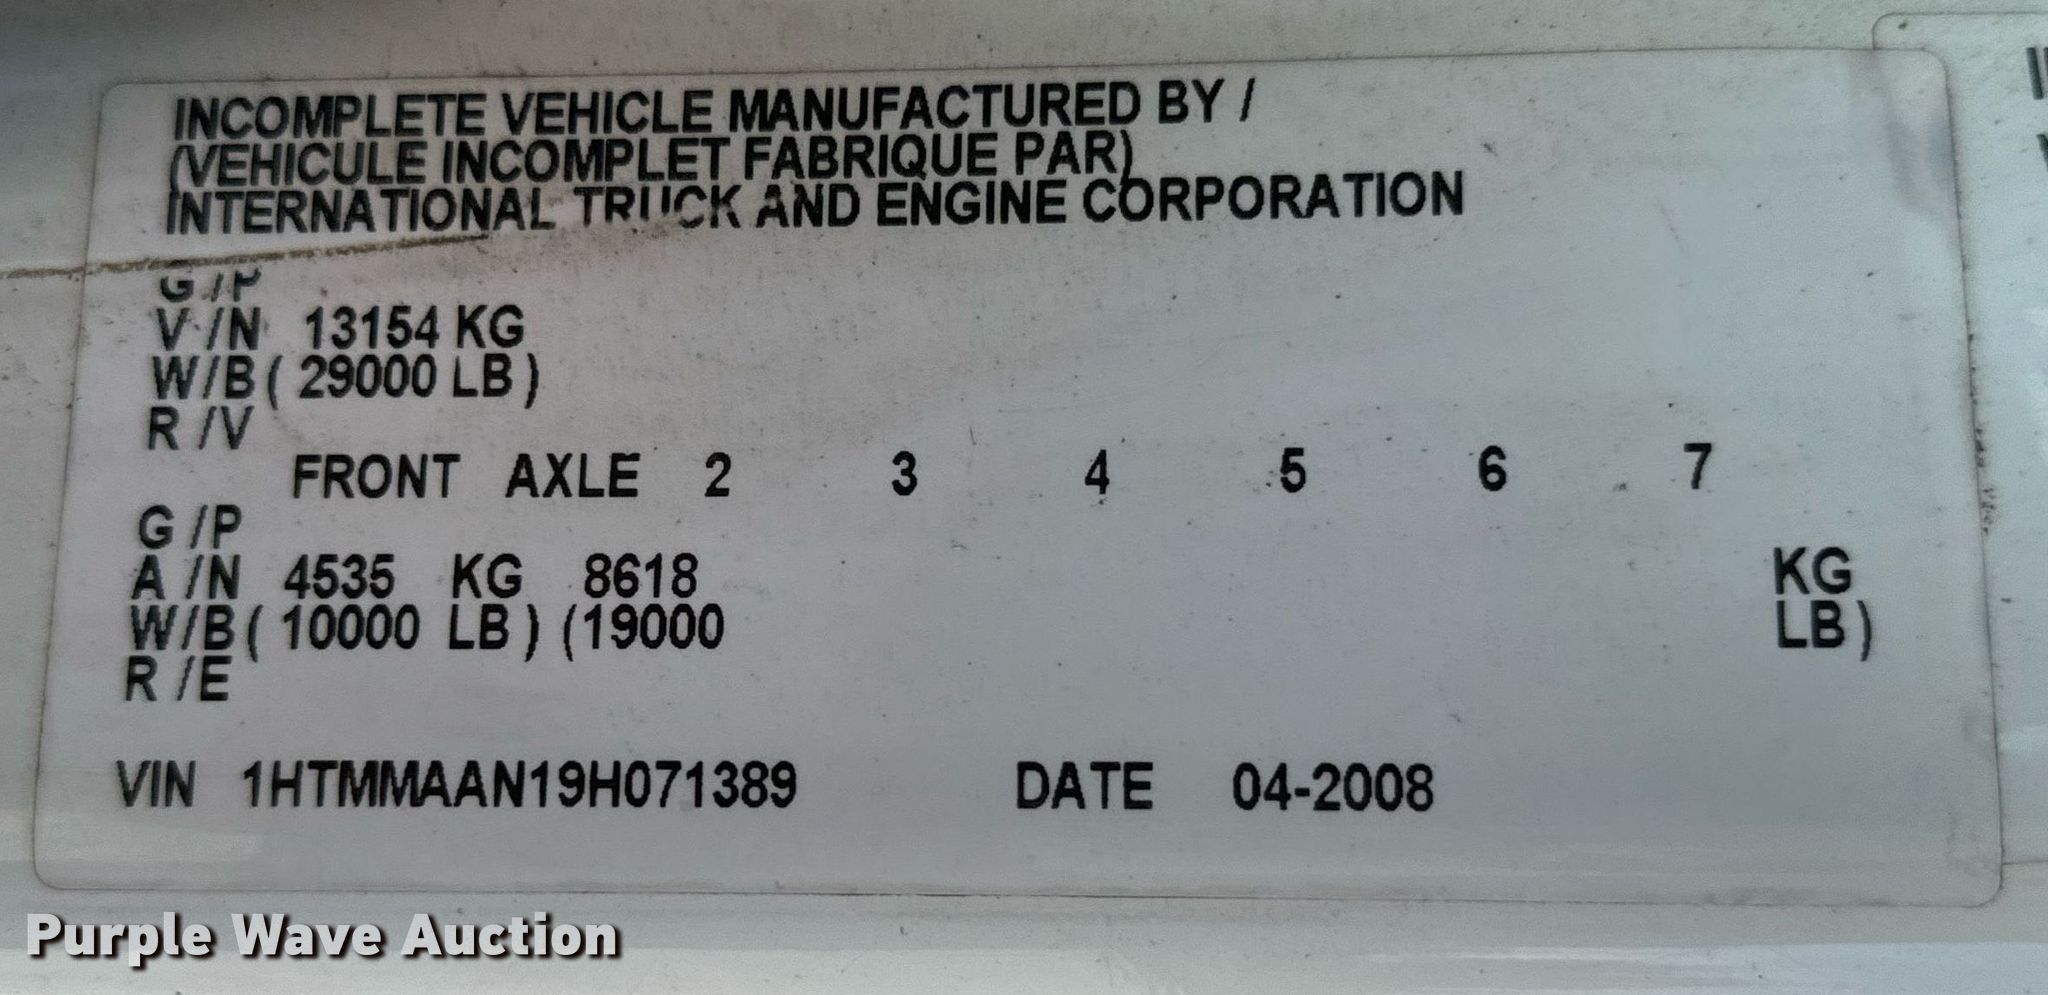 INCOMPLETE VEHICLE MANUFACTURED BY /
(VEHICULE INCOMPLET FABRIQUE PAR)
INTERNATIONAL TRUCK AND ENGINE CORPORATION
G /P
V /N 13154 KG
W/B ( 29000 LB )
R /V
FRONT AXLE 2 3 4 5 6 7
G /P
A /N 4535 KG 8618 KG
W/B ( 10000 LB ) (19000 LB )
R /E
VIN 1HTMMAAN19H071389 DATE 04-2008
Purple Wave Auction